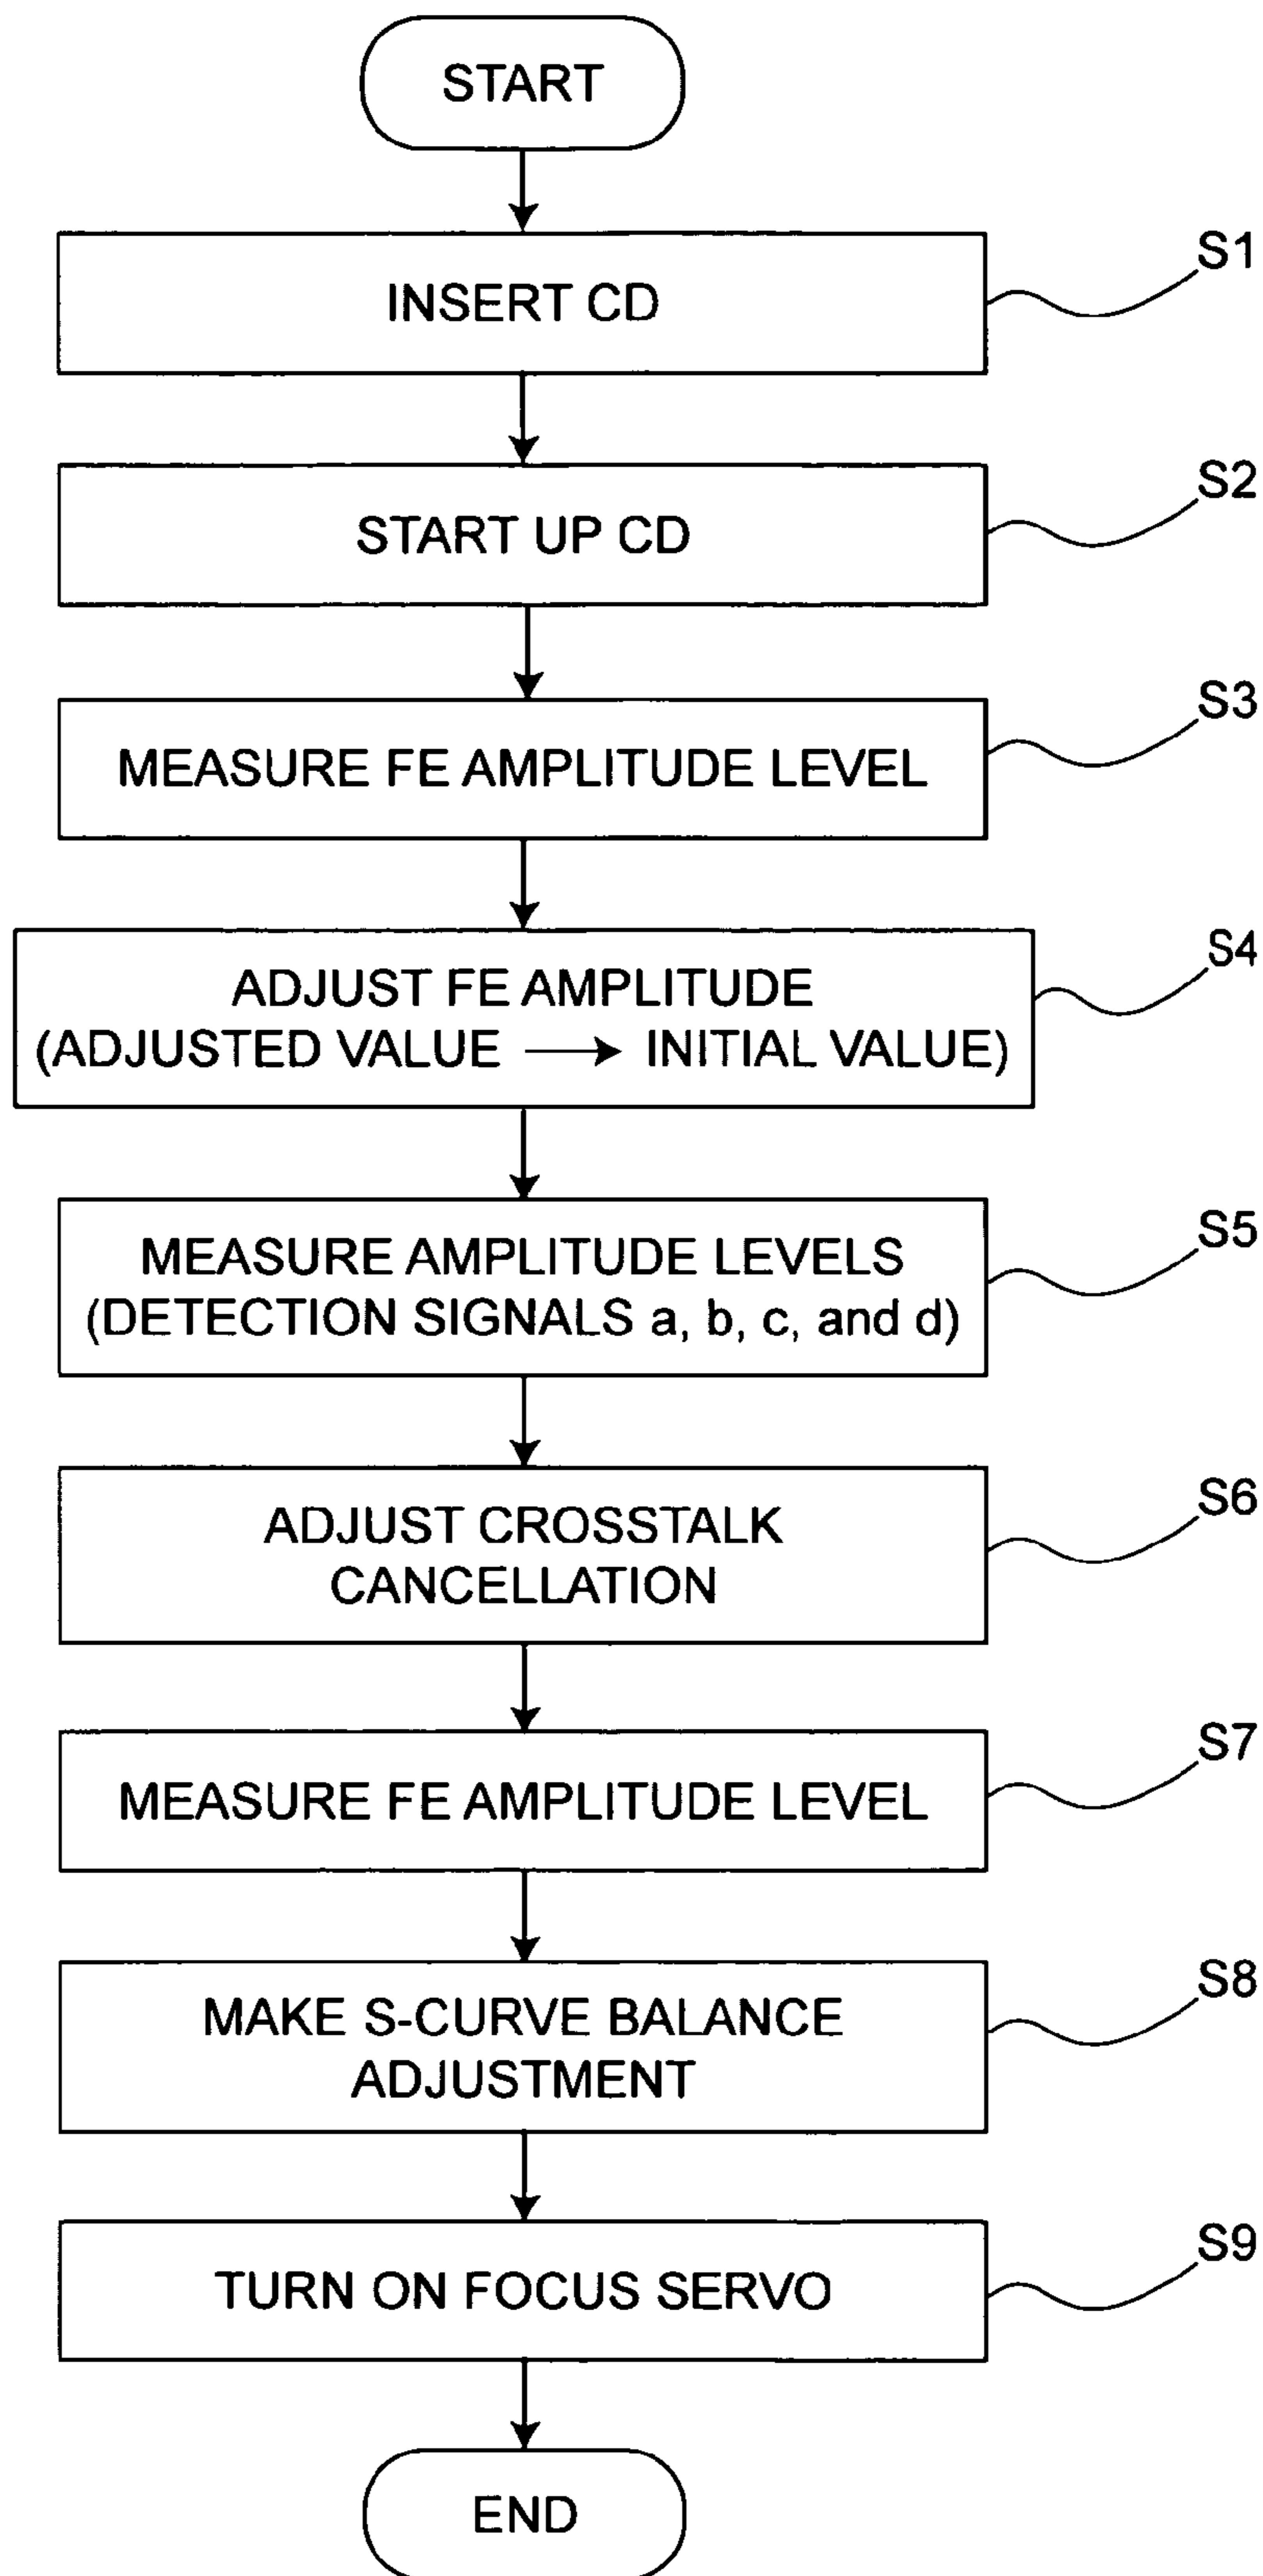 START
INSERT CD
S1
START UP CD
S2
MEASURE FE AMPLITUDE LEVEL
S3
ADJUST FE AMPLITUDE
(ADJUSTED VALUE → INITIAL VALUE)
S4
MEASURE AMPLITUDE LEVELS
(DETECTION SIGNALS a, b, c, and d)
S5
ADJUST CROSSTALK
CANCELLATION
S6
MEASURE FE AMPLITUDE LEVEL
S7
MAKE S-CURVE BALANCE
ADJUSTMENT
S8
TURN ON FOCUS SERVO
S9
END